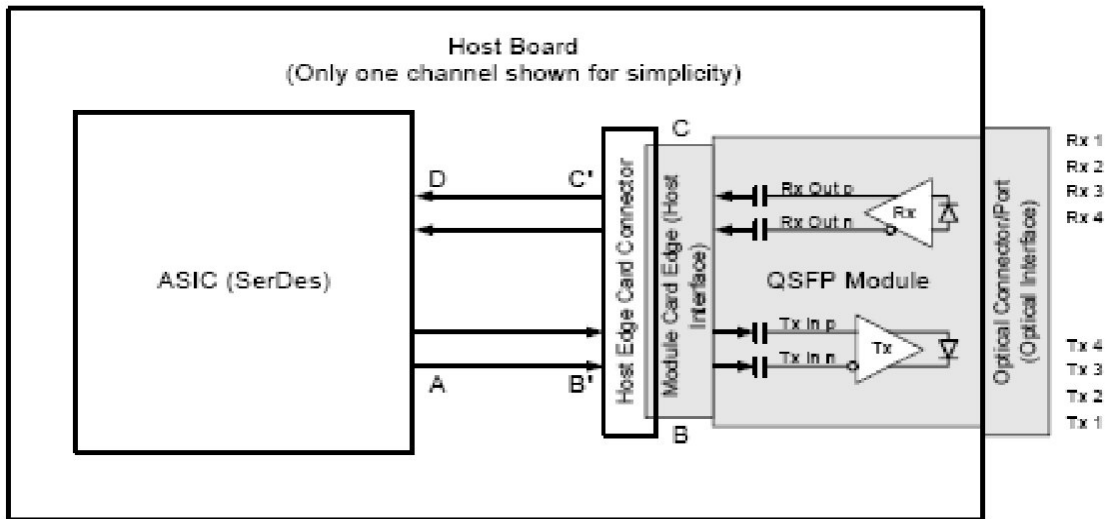 Host Board
(Only one channel shown for simplicity)
ASIC (SerDes)
D
C'
A
B'
Host Edge Card Connector
C
Module Card Edge (Host
Interface)
B
Rx Out p
Rx Out n
Rx
QSFP Module
Tx In p
Tx In n
Tx
Optical Connector/Port
(Optical Interface)
Rx 1
Rx 2
Rx 3
Rx 4
Tx 4
Tx 3
Tx 2
Tx 1